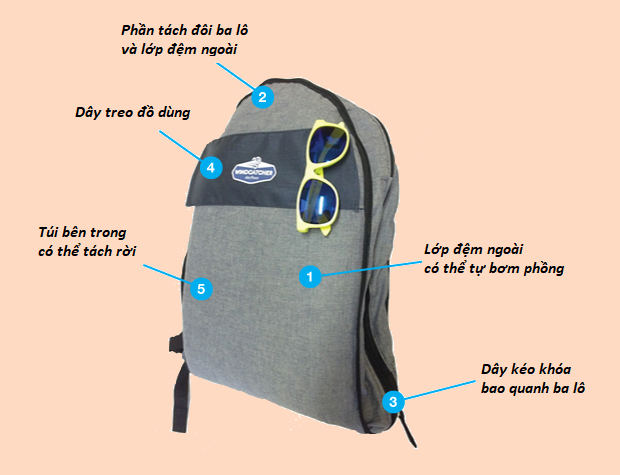 Phần tách đôi ba lô
và lớp đệm ngoài
2
Dây treo đồ dùng
4
WINDCATCHER
Túi bên trong
có thể tách rời
5
Lớp đệm ngoài
có thể tự bơm phồng
1
Dây kéo khóa
bao quanh ba lô
3